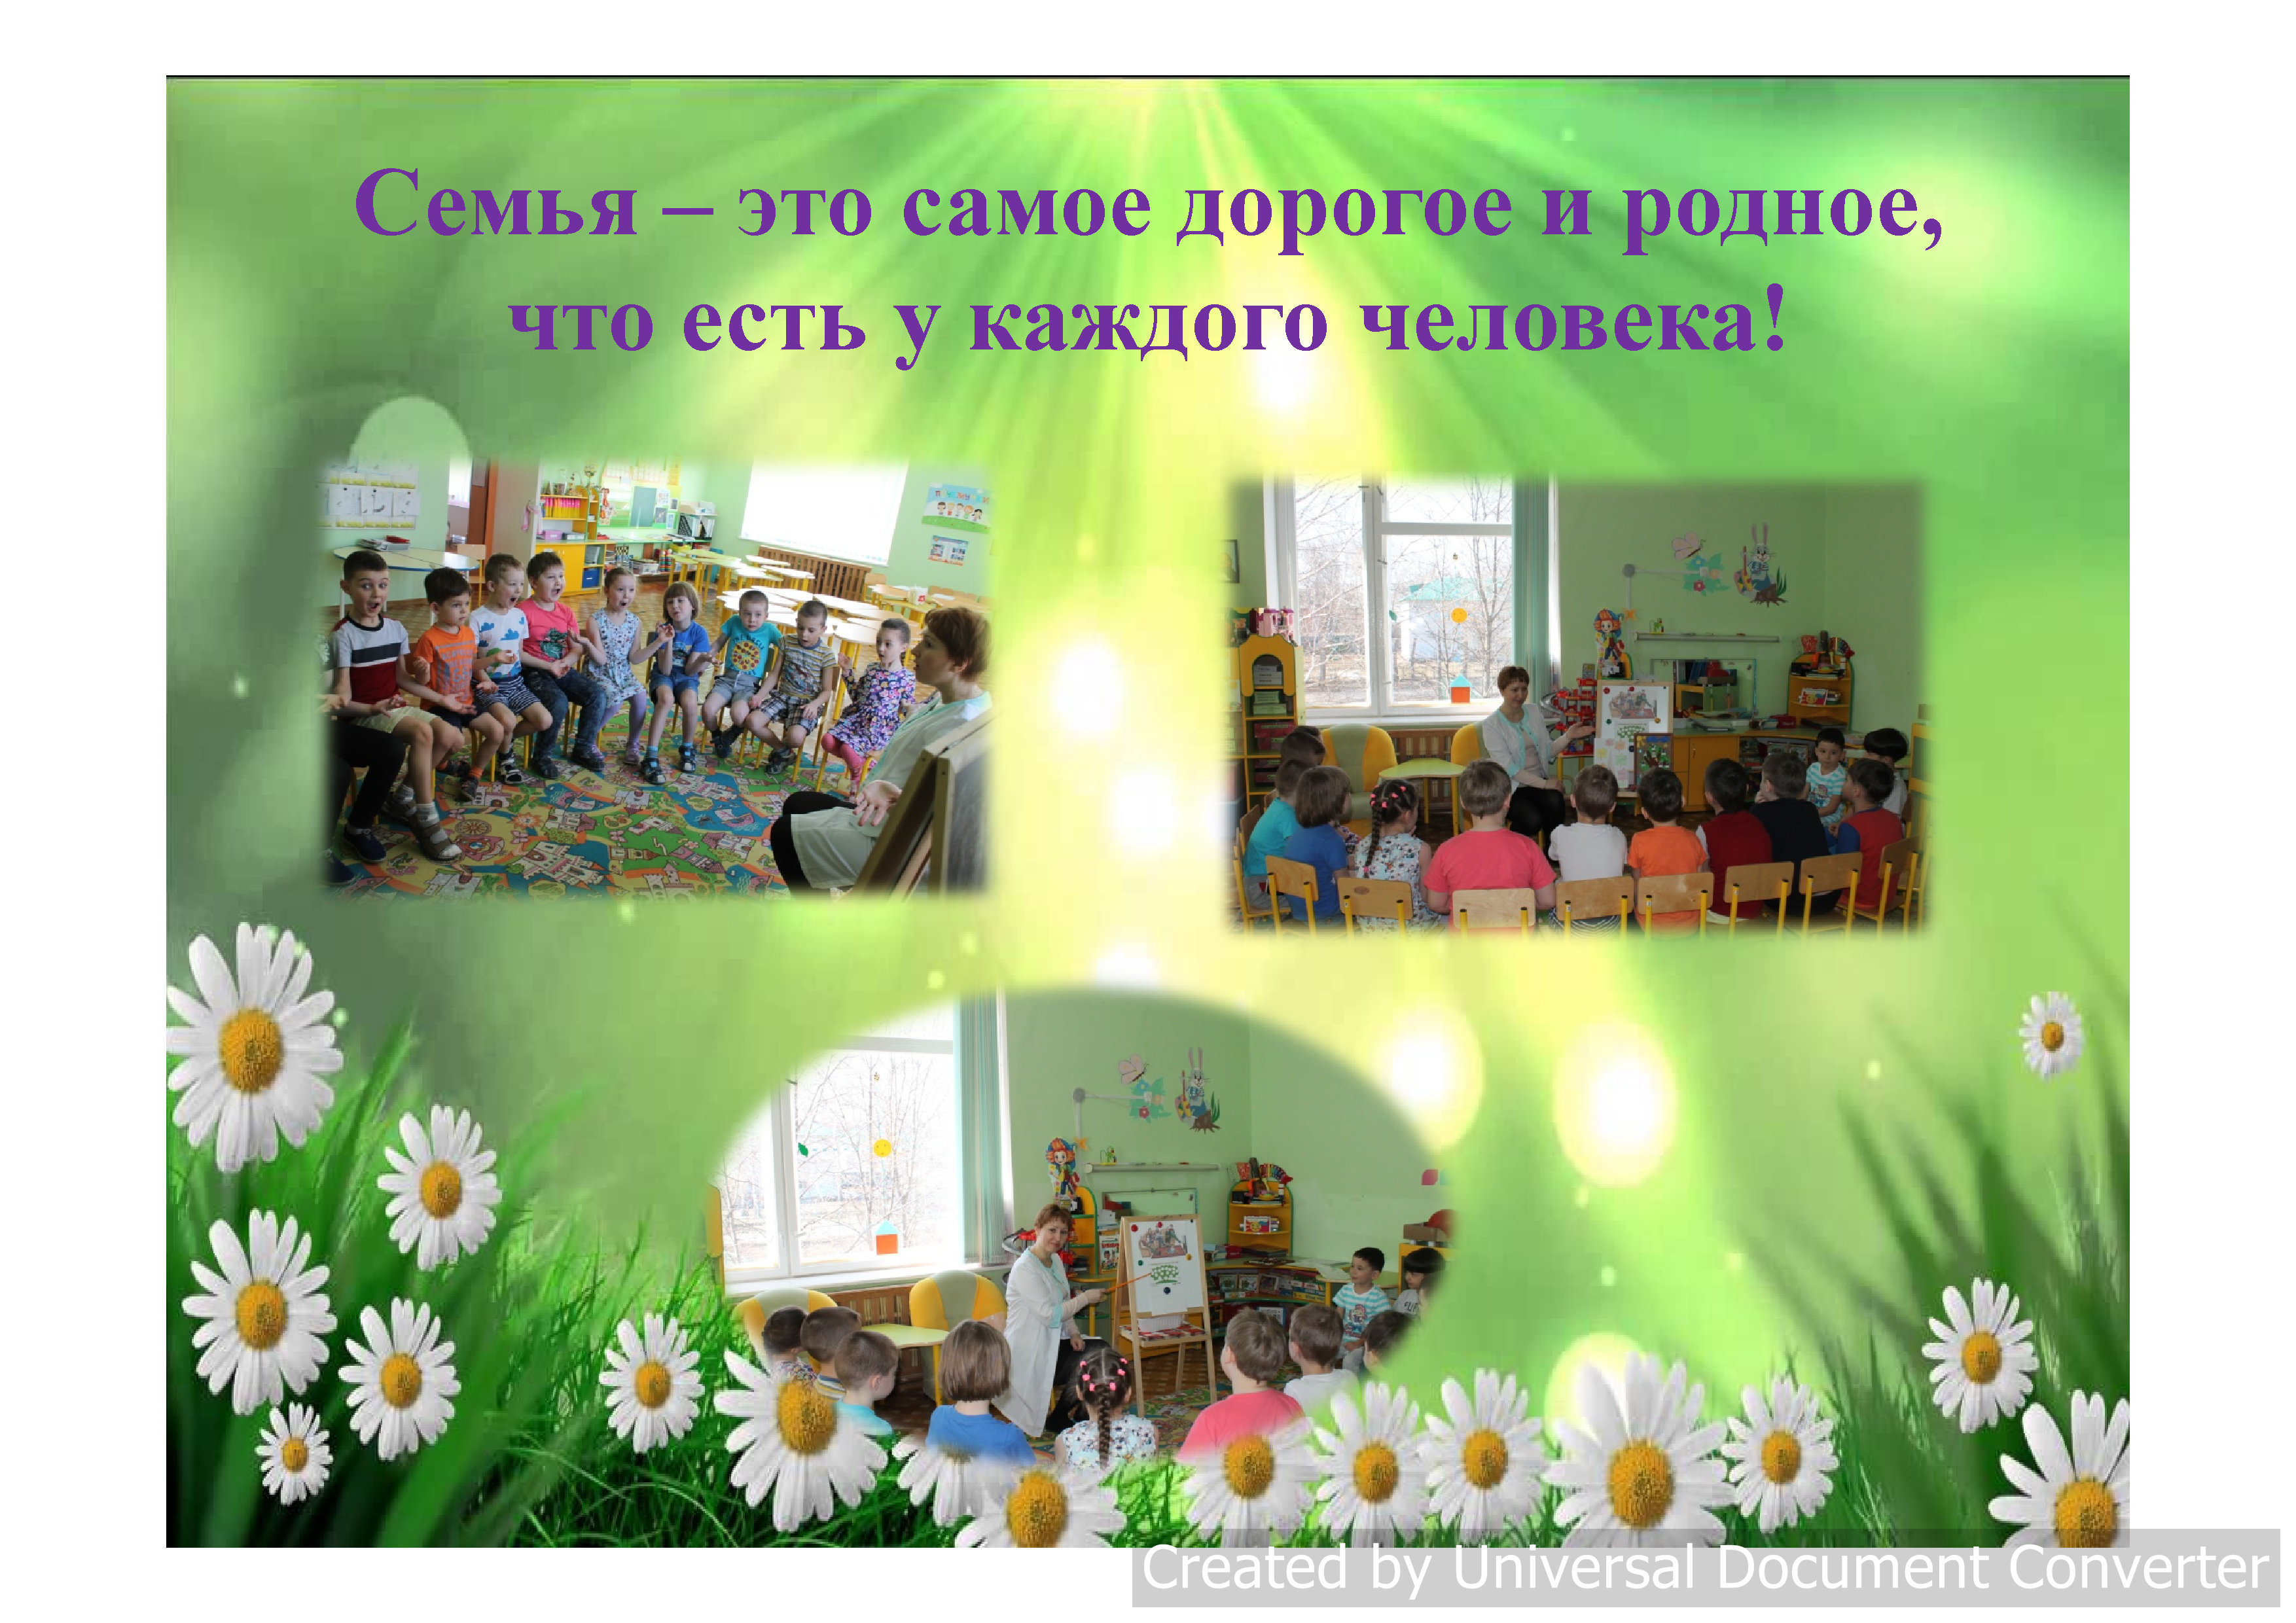 Семья – это самое дорогое и родное,
что есть у каждого человека!
Created by Universal Document Converter